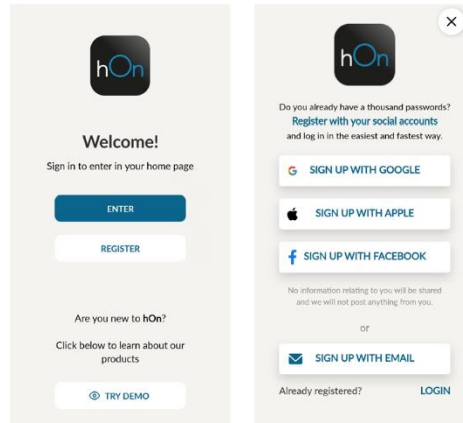 hOn
Welcome!
Sign in to enter in your home page
ENTER
REGISTER
Are you new to hOn?
Click below to learn about our
products
TRY DEMO
hOn
Do you already have a thousand passwords?
Register with your social accounts
and log in in the easiest and fastest way.
SIGN UP WITH GOOGLE
SIGN UP WITH APPLE
SIGN UP WITH FACEBOOK
No information relating to you will be shared
and we will not post anything from you.
or
SIGN UP WITH EMAIL
Already registered? LOGIN